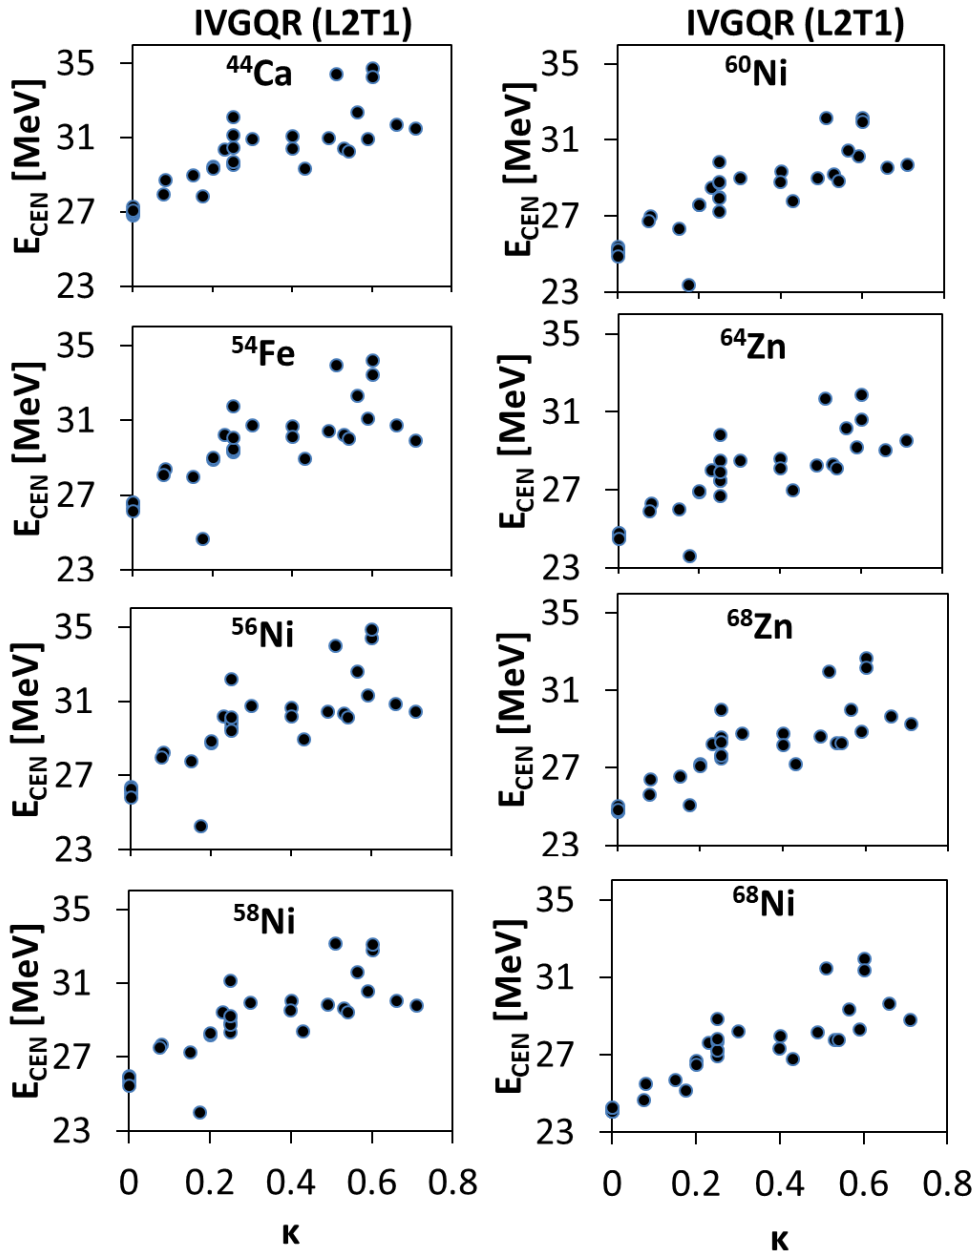 IVGQR (L2T1)
35
31
27
23
E_CEN [MeV]
⁴⁴Ca
35
31
27
23
E_CEN [MeV]
⁵⁴Fe
35
31
27
23
E_CEN [MeV]
⁵⁶Ni
35
31
27
23
E_CEN [MeV]
⁵⁸Ni
0 0.2 0.4 0.6 0.8
κ
IVGQR (L2T1)
35
31
27
23
E_CEN [MeV]
⁶⁰Ni
35
31
27
23
E_CEN [MeV]
⁶⁴Zn
35
31
27
23
E_CEN [MeV]
⁶⁸Zn
35
31
27
23
E_CEN [MeV]
⁶⁸Ni
0 0.2 0.4 0.6 0.8
κ